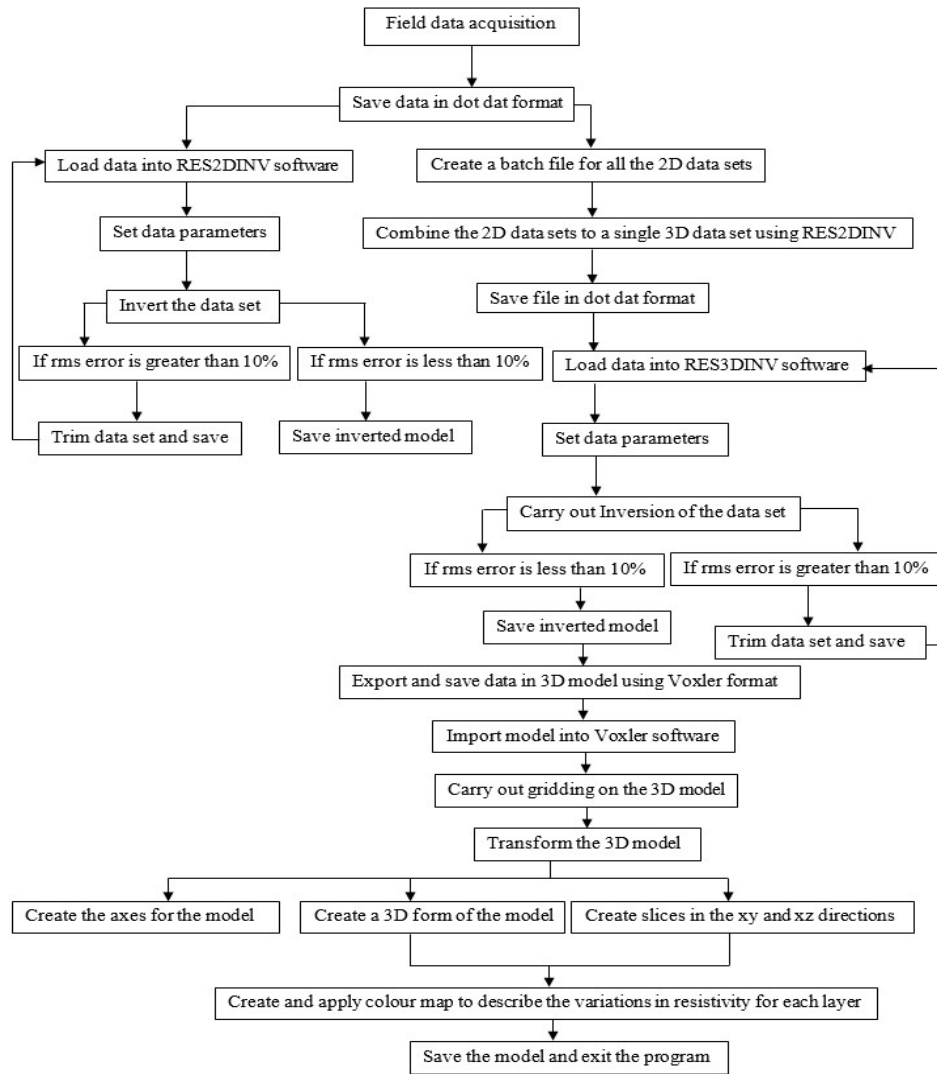 Field data acquisition
Save data in dot dat format
Load data into RES2DINV software
Create a batch file for all the 2D data sets
Set data parameters
Combine the 2D data sets to a single 3D data set using RES2DINV
Invert the data set
Save file in dot dat format
If rms error is greater than 10%
If rms error is less than 10%
Load data into RES3DINV software
Trim data set and save
Save inverted model
Set data parameters
Carry out Inversion of the data set
If rms error is less than 10%
If rms error is greater than 10%
Save inverted model
Trim data set and save
Export and save data in 3D model using Voxler format
Import model into Voxler software
Carry out gridding on the 3D model
Transform the 3D model
Create the axes for the model
Create a 3D form of the model
Create slices in the xy and xz directions
Create and apply colour map to describe the variations in resistivity for each layer
Save the model and exit the program